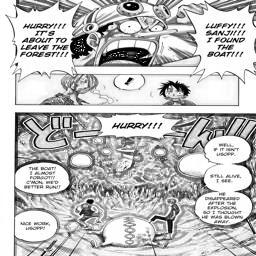 LUFFY!!!
SANJI!!!!
I FOUND
THE
BOAT!!!
HURRY!!!
IT'S
ABOUT TO
LEAVE THE
FOREST!!!
!
HURRY!!!
WELL,
IF IT ISN'T
USOPP.
STILL ALIVE,
I SEE.
HE
DISAPPEARED
AFTER THE
EXPLOSION,
SO I THOUGHT
HE WAS BLOWN
AWAY.
THE BOAT!
I ALMOST
FORGOT!!
C'MON, WE'D
BETTER RUN!!
NICE WORK,
USOPP!